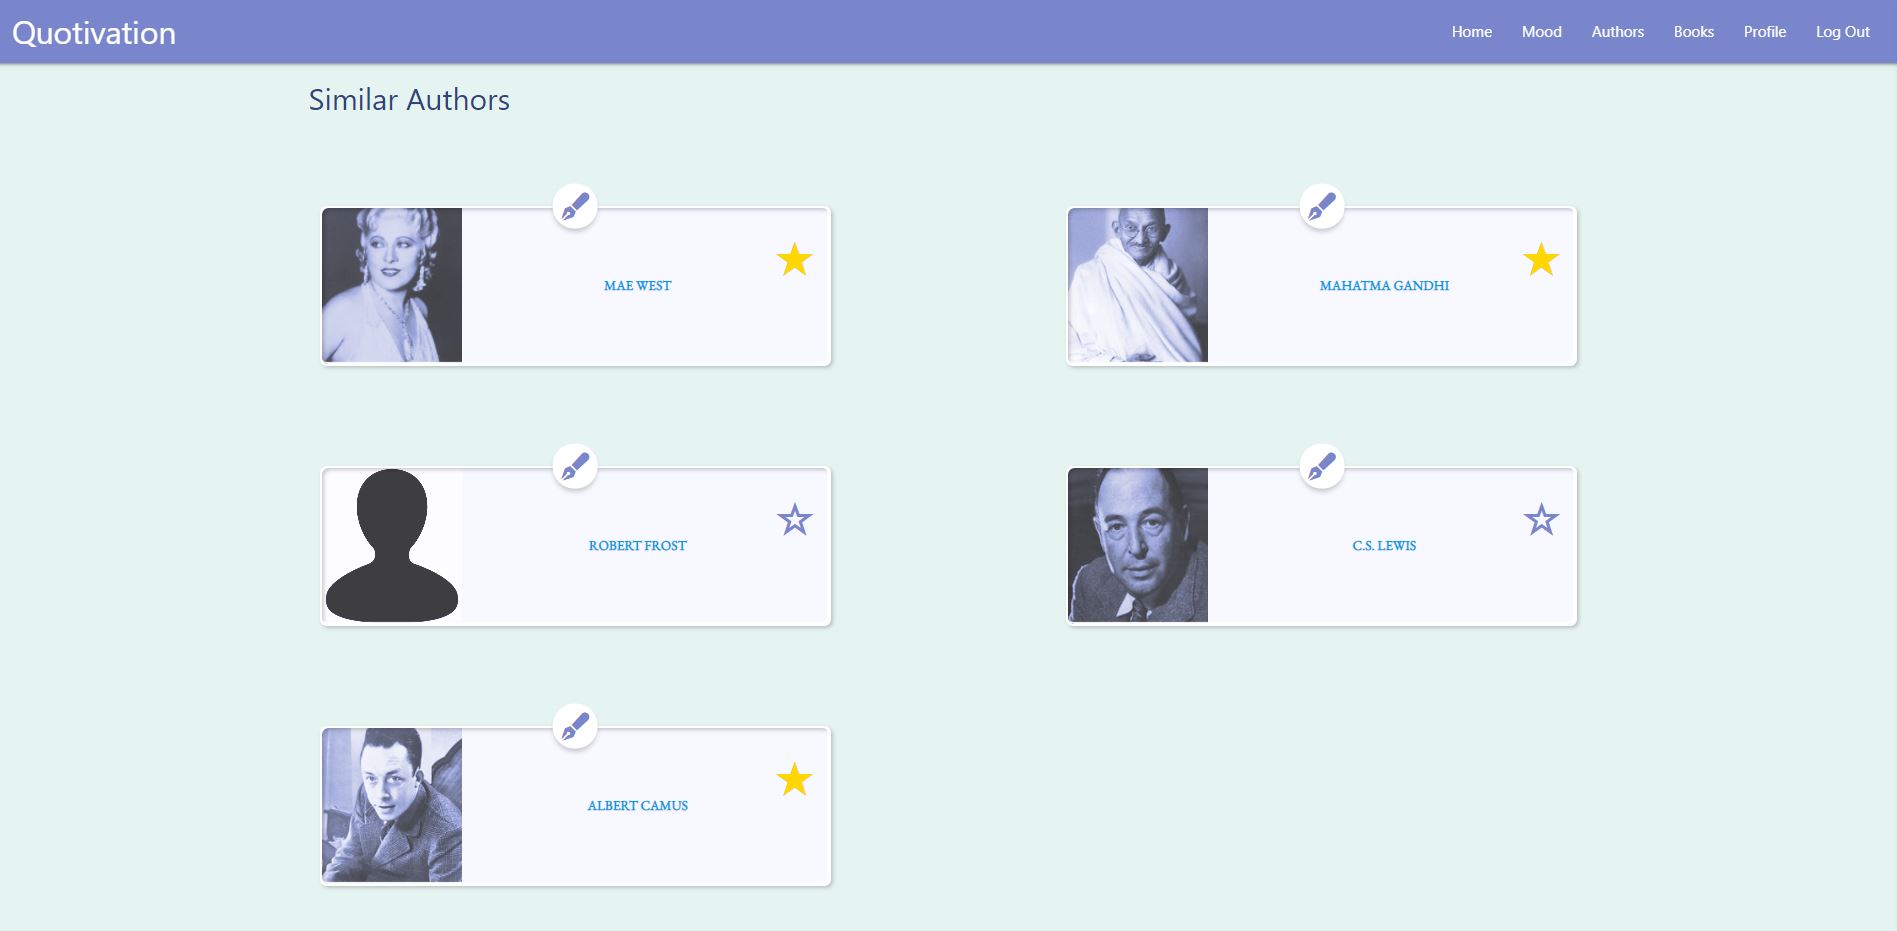 Quotivation
Home Mood Authors Books Profile Log Out
Similar Authors
MAE WEST
MAHATMA GANDHI
ROBERT FROST
C.S. LEWIS
ALBERT CAMUS